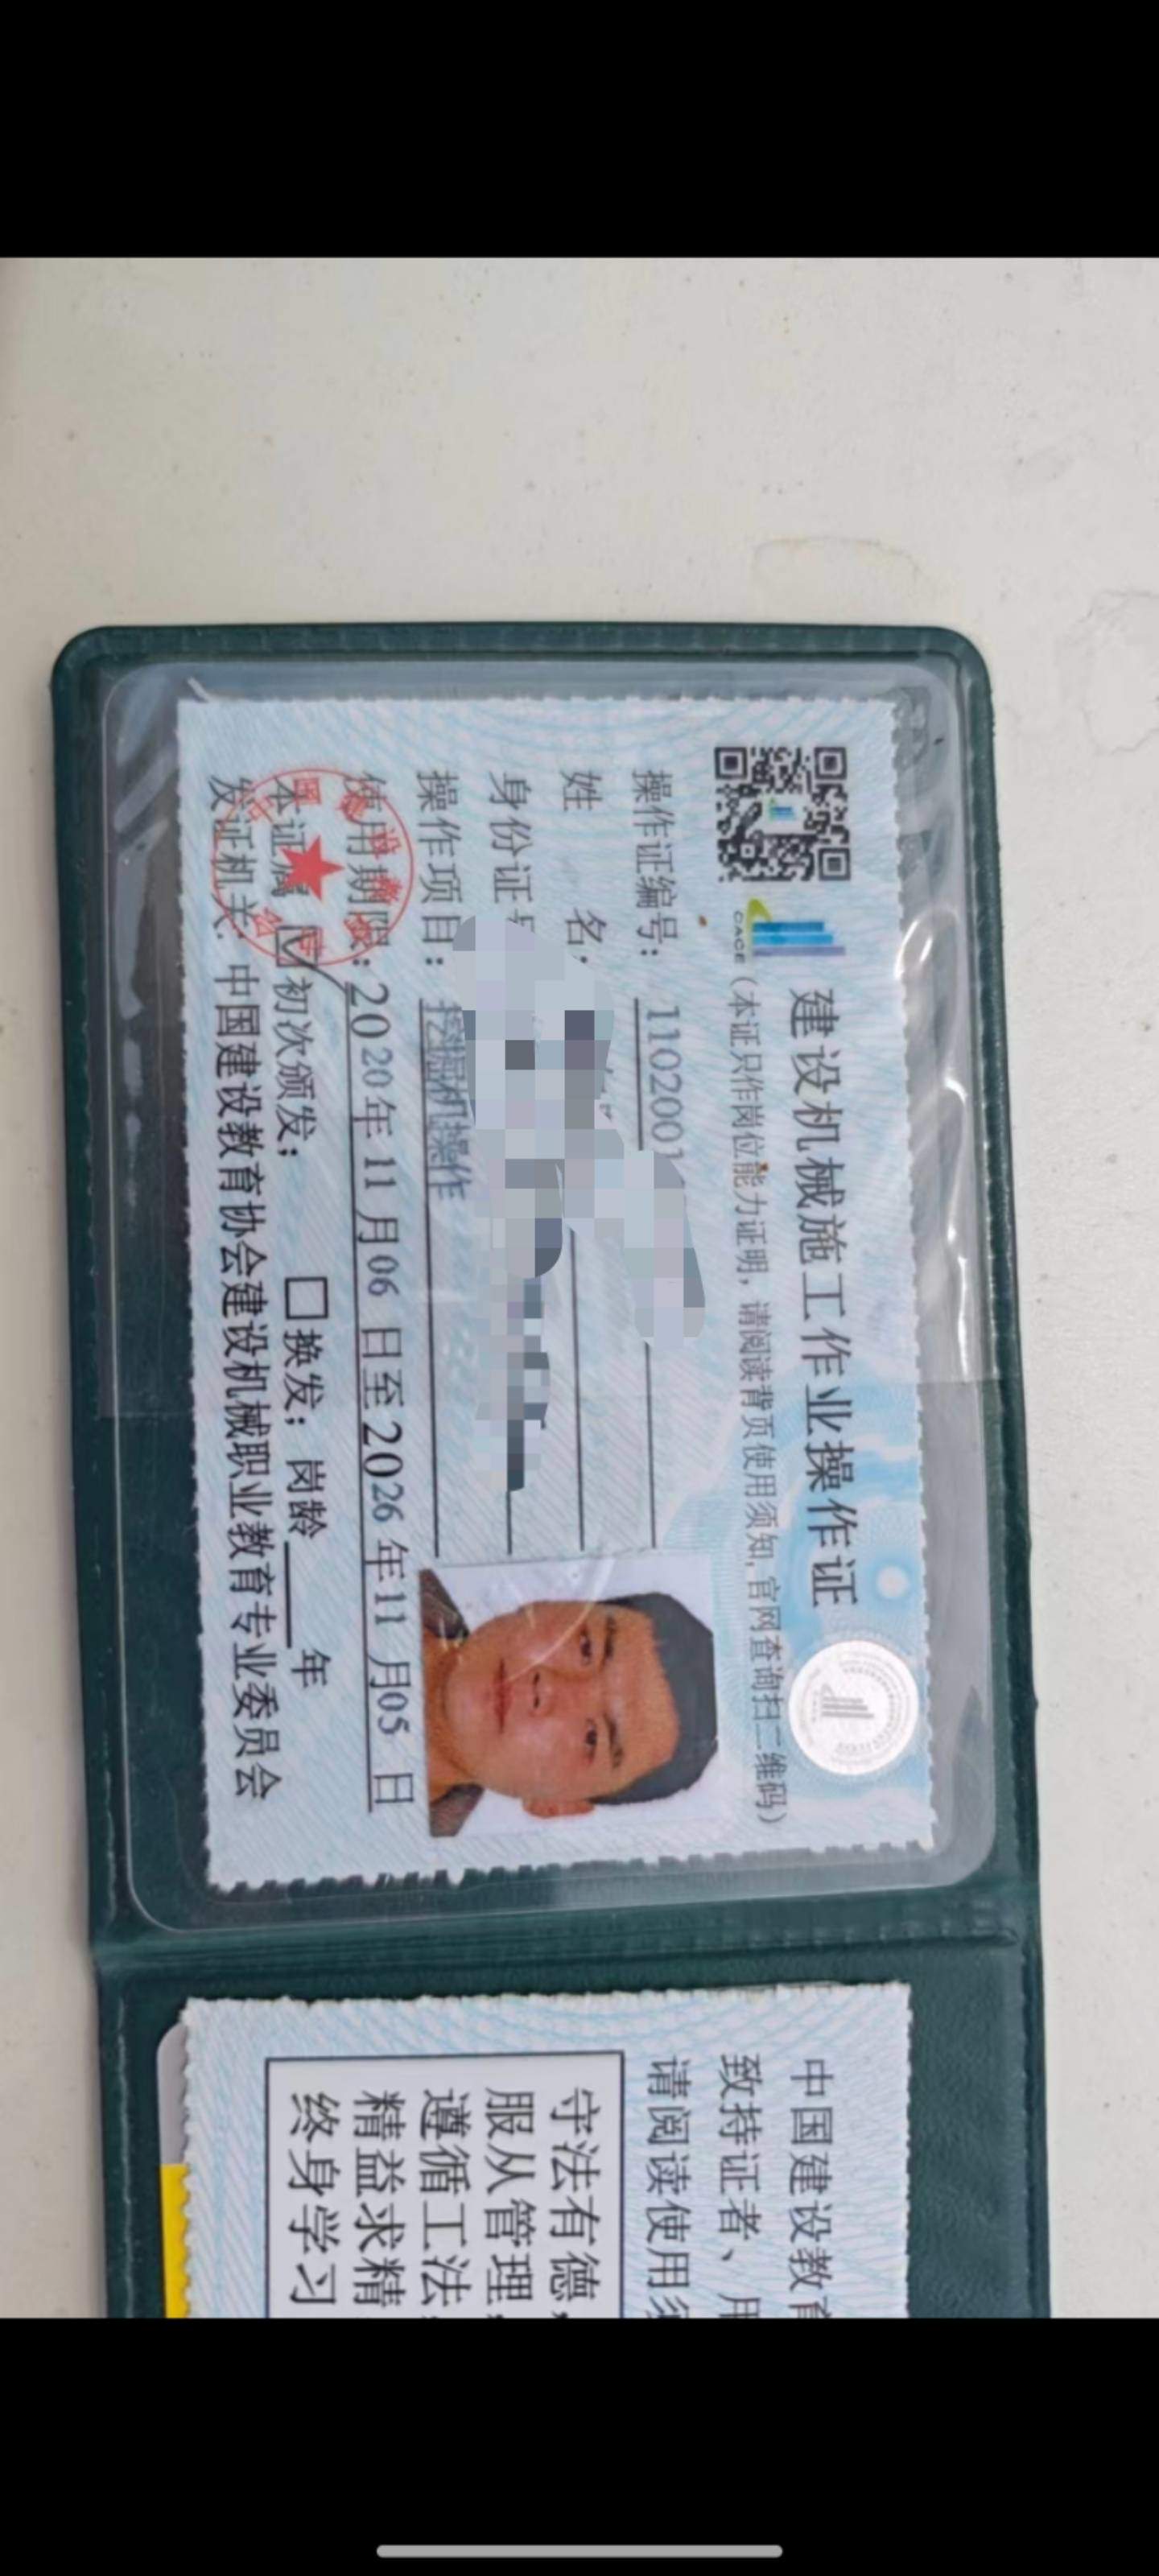 建设机械施工作业操作证
CACE
(本证只作岗位能力证明,请阅读背页使用须知,官网查询扫二维码)
操作证编号: 1102001
姓 名:
身份证号
操作项目: 挖掘机操作
使用期限: 2020年11月06日至2026年11月05日
本证属 ☑初次颁发; □换发; 岗龄 年
发证机关: 中国建设教育协会建设机械职业教育专业委员会
中国建设教育
致持证者、用
请阅读使用须
守法有德
服从管理
遵循工法
精益求精
终身学习